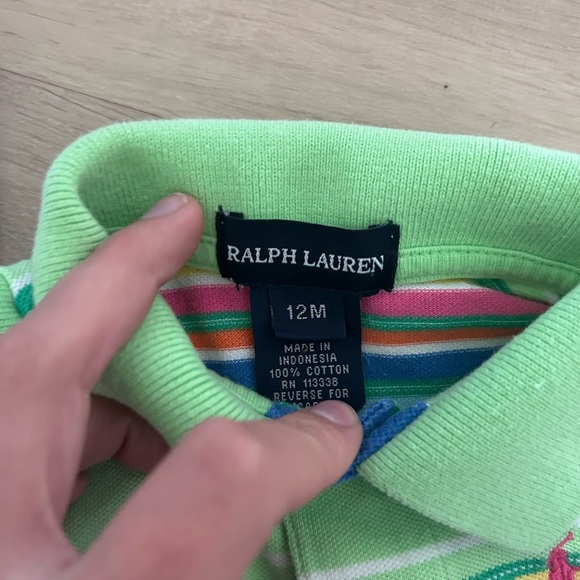 RALPH LAUREN
12M
MADE IN
INDONESIA
100% COTTON
RN 113338
REVERSE FOR